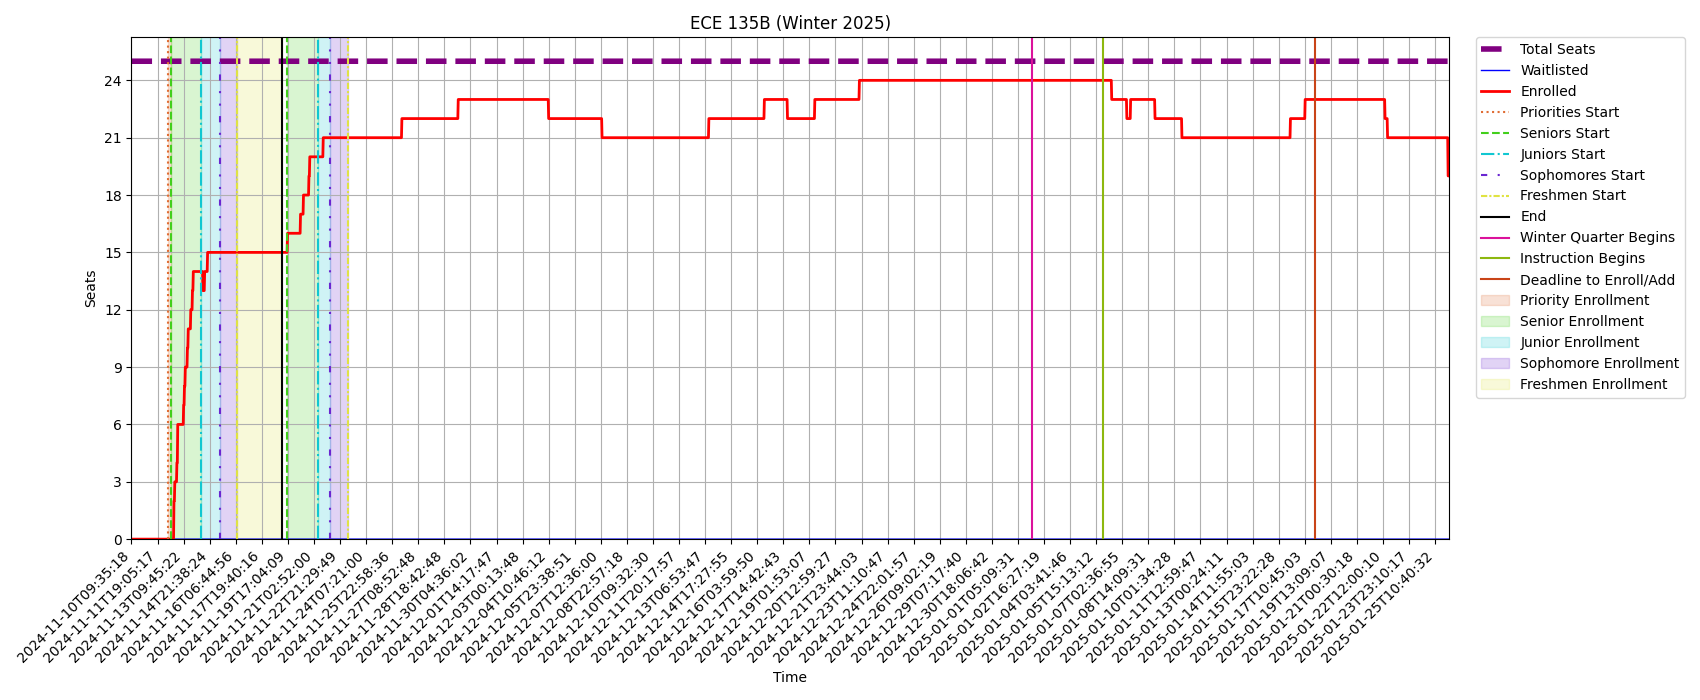 ECE 135B (Winter 2025)
Seats
24
21
18
15
12
9
6
3
0
2024-11-10T09:35:18
2024-11-11T19:05:17
2024-11-13T09:45:22
2024-11-14T21:38:24
2024-11-16T06:44:56
2024-11-17T19:40:16
2024-11-19T17:04:09
2024-11-21T02:52:00
2024-11-22T21:29:49
2024-11-24T07:21:00
2024-11-25T22:58:36
2024-11-27T08:52:48
2024-11-28T18:42:48
2024-11-30T04:36:02
2024-12-01T14:17:47
2024-12-03T00:13:48
2024-12-04T10:46:12
2024-12-05T23:38:51
2024-12-07T12:36:00
2024-12-08T22:57:18
2024-12-10T09:32:30
2024-12-11T20:17:57
2024-12-13T06:53:47
2024-12-14T17:27:55
2024-12-16T03:59:50
2024-12-17T14:42:43
2024-12-19T01:53:07
2024-12-20T12:59:27
2024-12-21T23:44:03
2024-12-23T11:10:47
2024-12-24T22:01:57
2024-12-26T09:02:19
2024-12-29T07:17:40
2024-12-30T18:06:42
2025-01-01T05:09:31
2025-01-02T16:27:19
2025-01-04T03:41:46
2025-01-05T15:13:12
2025-01-07T02:36:55
2025-01-08T14:09:31
2025-01-10T01:34:28
2025-01-11T12:59:47
2025-01-13T00:24:11
2025-01-14T11:55:03
2025-01-15T23:22:28
2025-01-17T10:45:03
2025-01-19T13:09:07
2025-01-21T00:30:18
2025-01-22T12:00:10
2025-01-23T23:10:17
2025-01-25T10:40:32
Time
Total Seats
Waitlisted
Enrolled
Priorities Start
Seniors Start
Juniors Start
Sophomores Start
Freshmen Start
End
Winter Quarter Begins
Instruction Begins
Deadline to Enroll/Add
Priority Enrollment
Senior Enrollment
Junior Enrollment
Sophomore Enrollment
Freshmen Enrollment